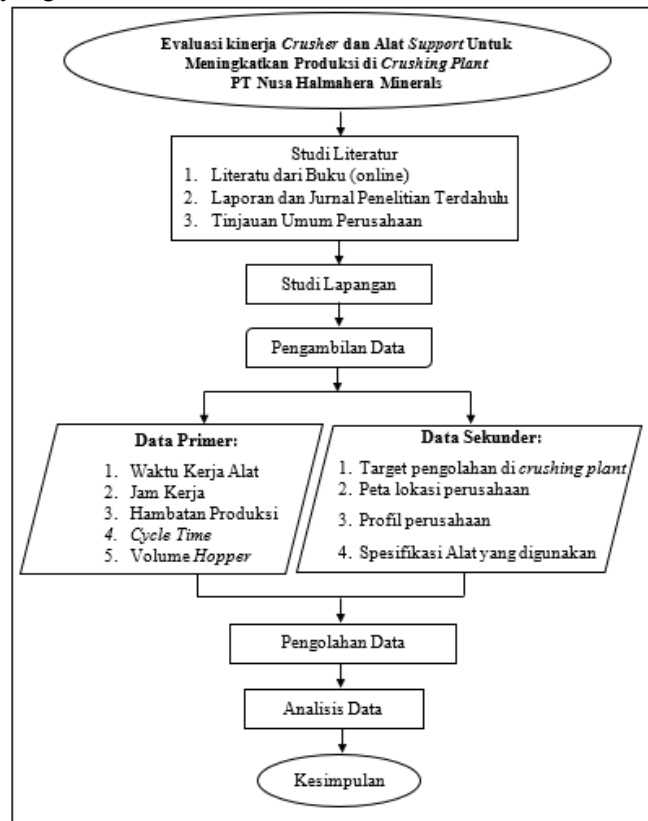 Evaluasi kinerja Crusher dan Alat Support Untuk
Meningkatkan Produksi di Crushing Plant
PT Nusa Halmahera Minerals
Studi Literatur
1. Literatu dari Buku (online)
2. Laporan dan Jurnal Penelitian Terdahulu
3. Tinjauan Umum Perusahaan
Studi Lapangan
Pengambilan Data
Data Primer:
1. Waktu Kerja Alat
2. Jam Kerja
3. Hambatan Produksi
4. Cycle Time
5. Volume Hopper
Data Sekunder:
1. Target pengolahan di crushing plant
2. Peta lokasi perusahaan
3. Profil perusahaan
4. Spesifikasi Alat yang digunakan
Pengolahan Data
Analisis Data
Kesimpulan